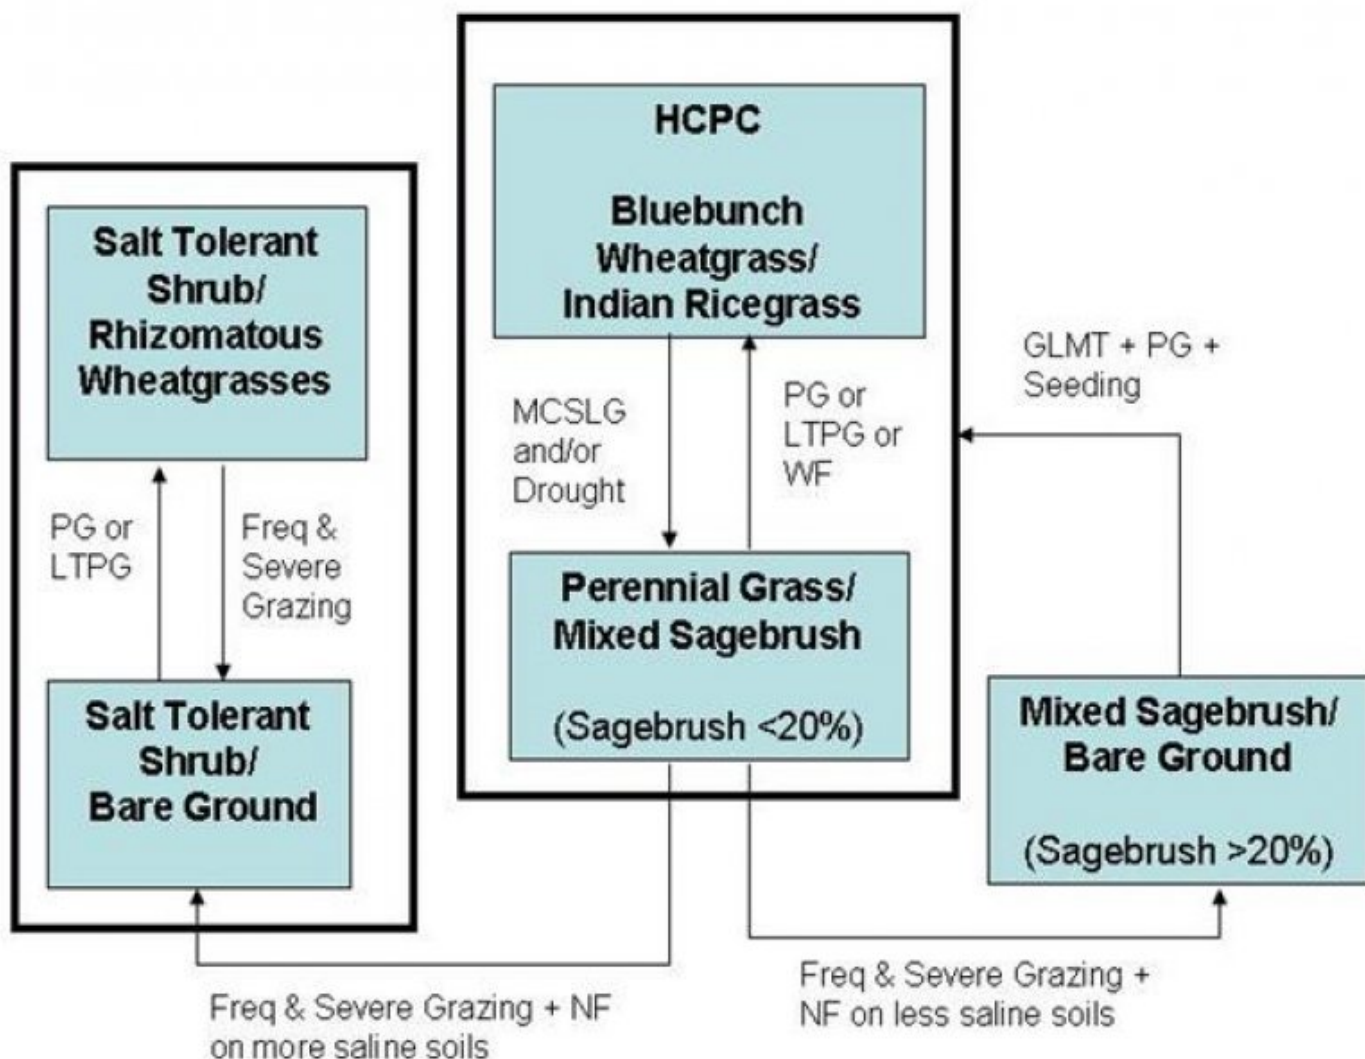 HCPC
Bluebunch
Wheatgrass/
Indian Ricegrass
Salt Tolerant
Shrub/
Rhizomatous
Wheatgrasses
GLMT + PG +
Seeding
MCSLG
and/or
Drought
PG or
LTPG or
WF
PG or
LTPG
Freq &
Severe
Grazing
Perennial Grass/
Mixed Sagebrush
(Sagebrush <20%)
Salt Tolerant
Shrub/
Bare Ground
Mixed Sagebrush/
Bare Ground
(Sagebrush >20%)
Freq & Severe Grazing + NF
on more saline soils
Freq & Severe Grazing +
NF on less saline soils